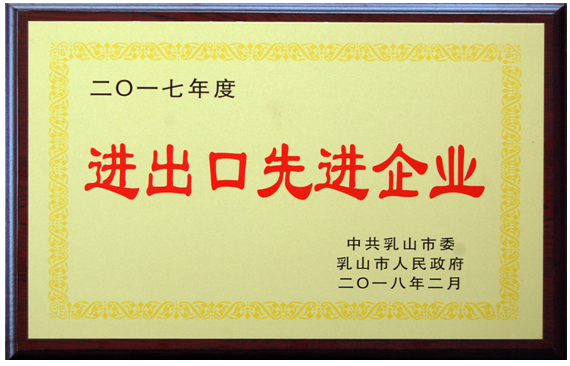 二〇一七年度
进出口先进企业
中共乳山市委
乳山市人民政府
二〇一八年二月